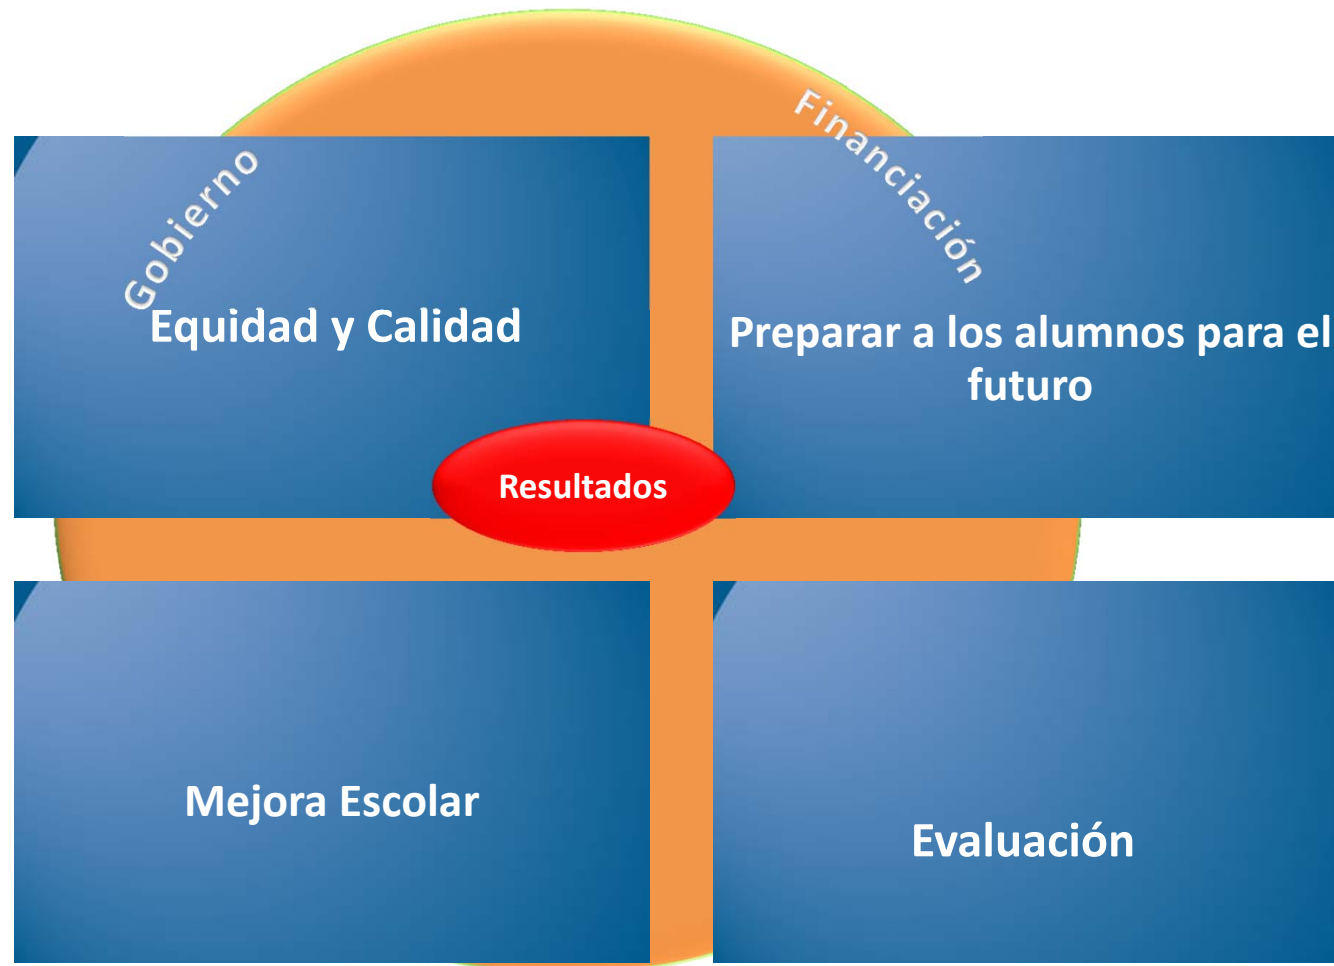 Gobierno
Financiación
Equidad y Calidad
Preparar a los alumnos para el
futuro
Resultados
Mejora Escolar
Evaluación